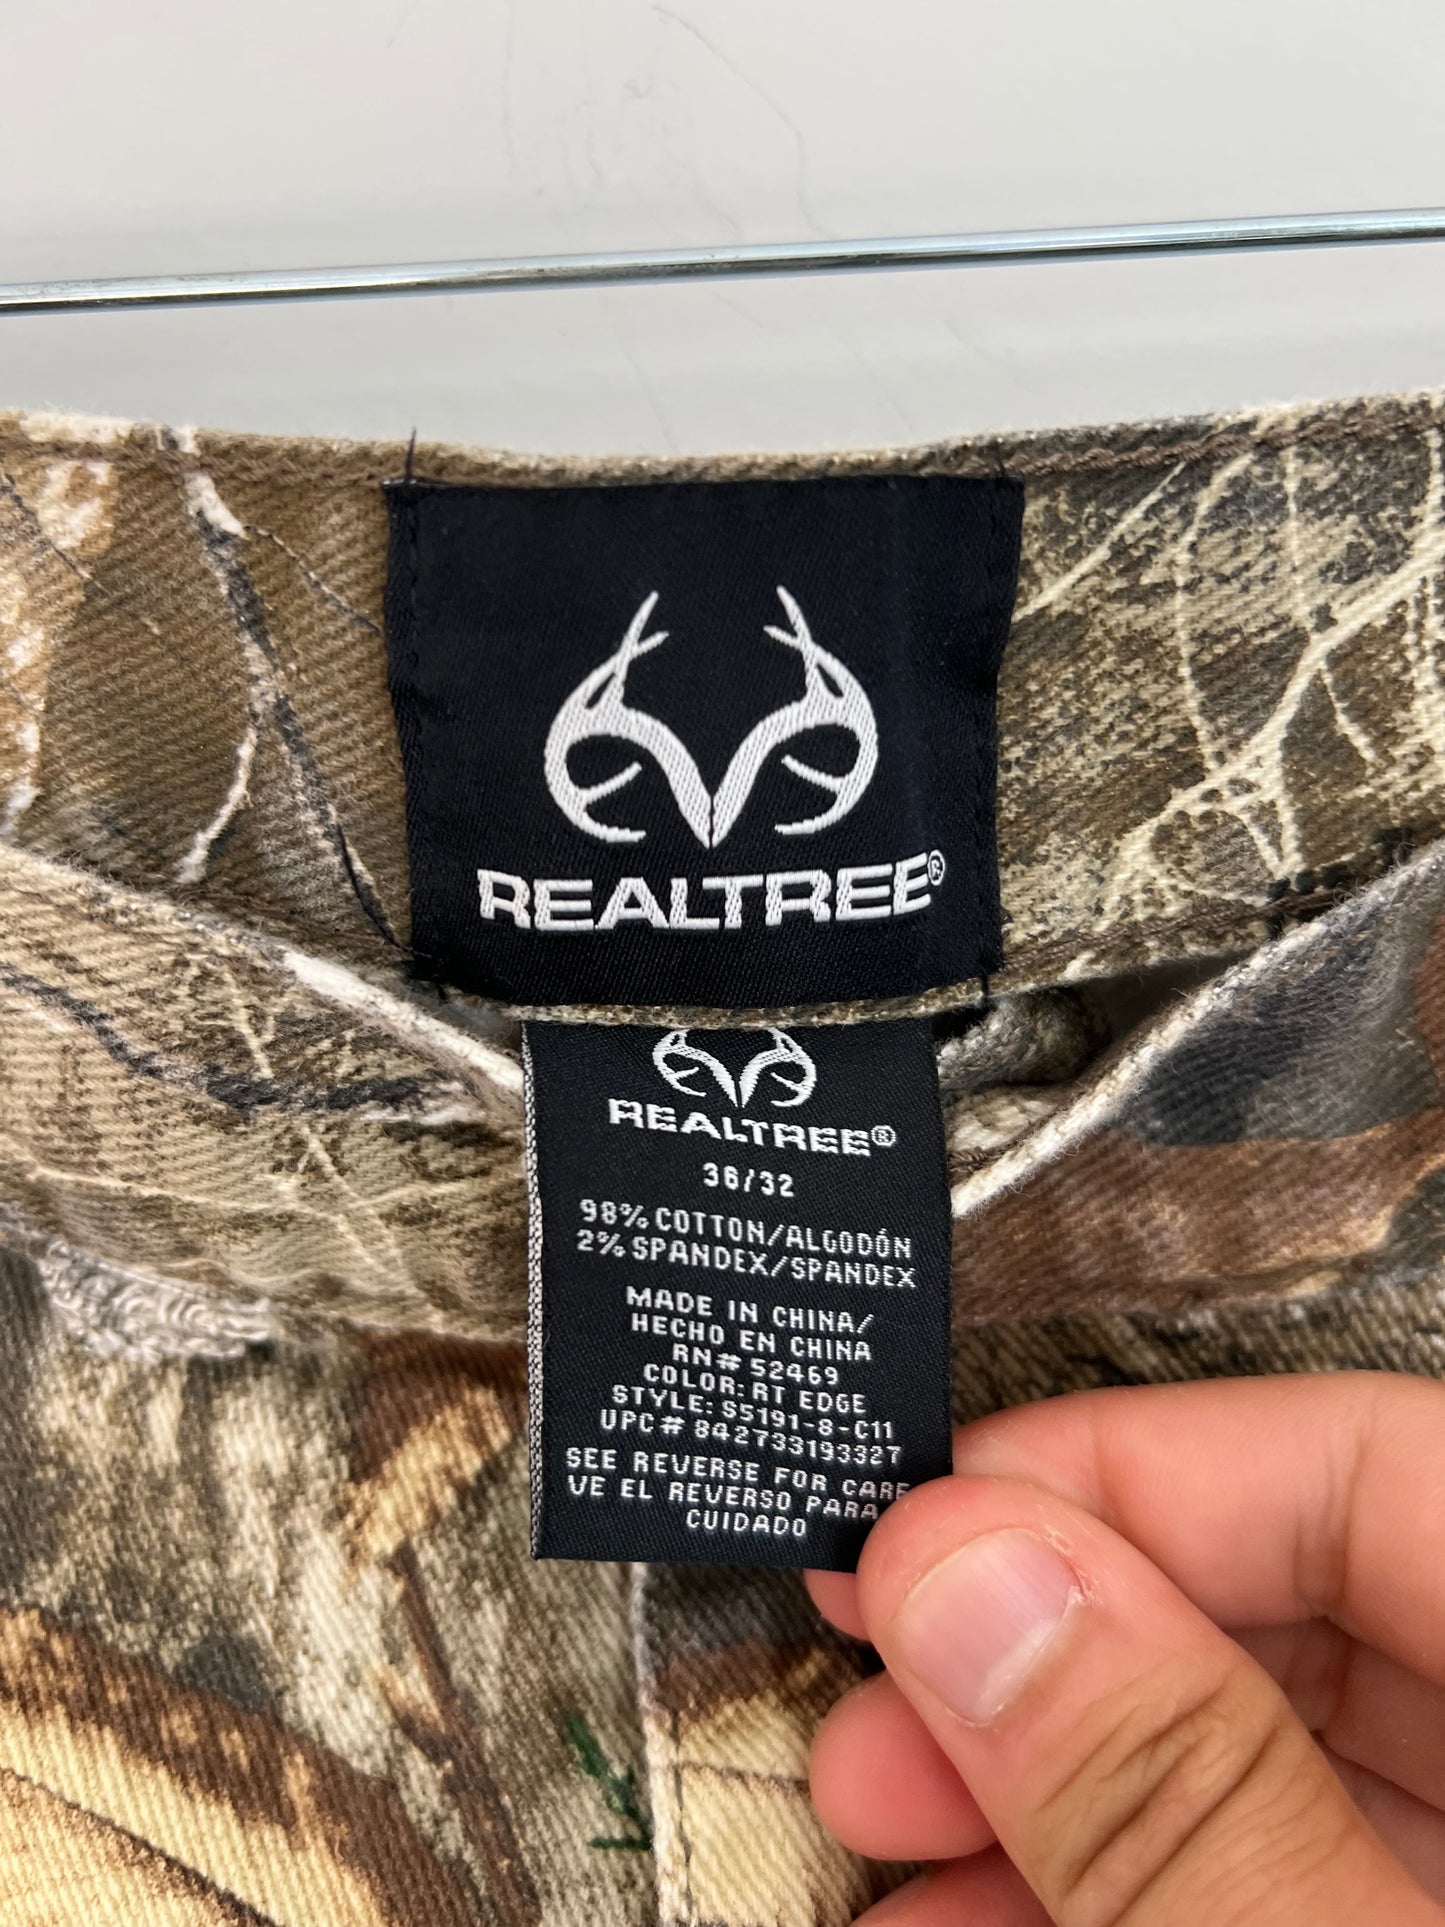 REALTREE®
REALTREE®
36/32
98% COTTON/ALGODÓN
2% SPANDEX/SPANDEX
MADE IN CHINA/
HECHO EN CHINA
RN# 52469
COLOR: RT EDGE
STYLE: S5191-8-C11
UPC# 842733193327
SEE REVERSE FOR CARE
VE EL REVERSO PARA
CUIDADO